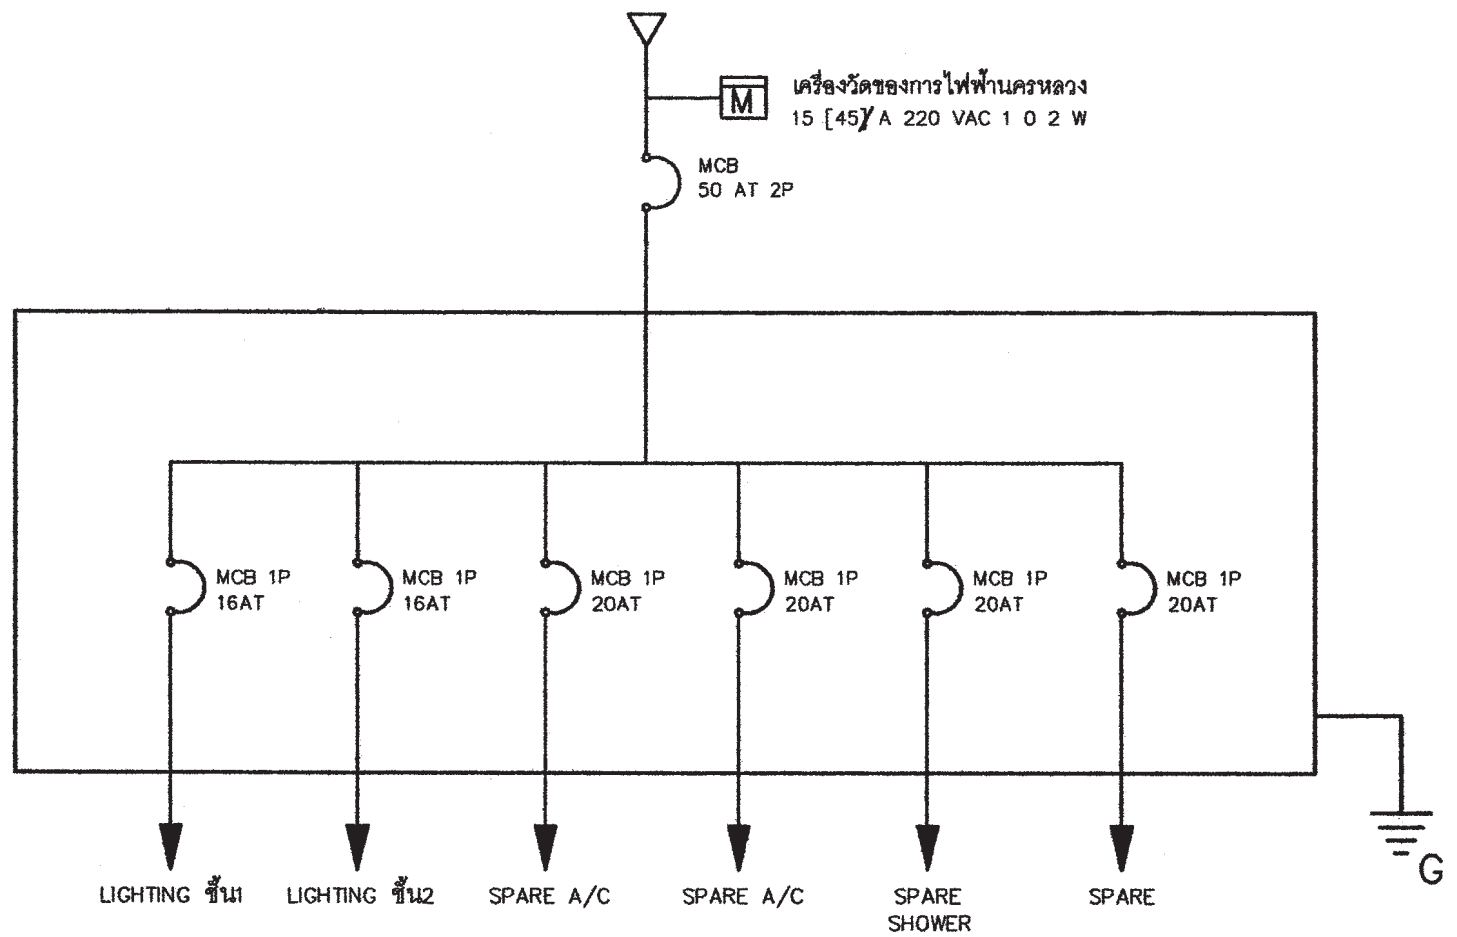 M
เครื่องวัดของการไฟฟ้านครหลวง
15 [45] A 220 VAC 1 0 2 W
MCB
50 AT 2P
MCB 1P
16AT
MCB 1P
16AT
MCB 1P
20AT
MCB 1P
20AT
MCB 1P
20AT
MCB 1P
20AT
LIGHTING ชั้น1
LIGHTING ชั้น2
SPARE A/C
SPARE A/C
SPARE
SHOWER
SPARE
G